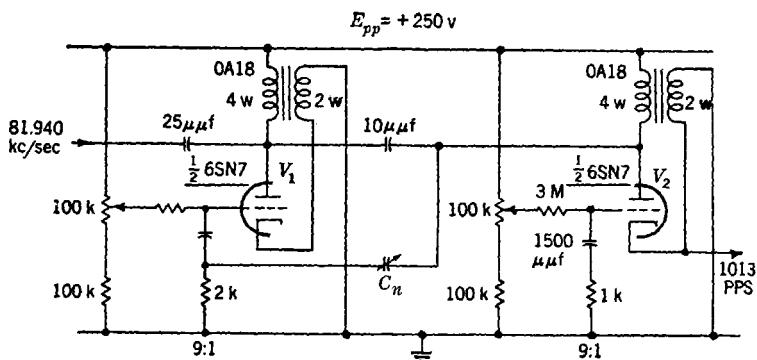 E_pp = + 250 v
0A18
4 w
2 w
0A18
4 w
2 w
81.940
kc/sec
25μμf
10μμf
½ 6SN7
V₁
½ 6SN7
V₂
100 k
100 k
3 M
1500
μμf
C_n
1013
PPS
100 k
2 k
100 k
1 k
9:1
9:1